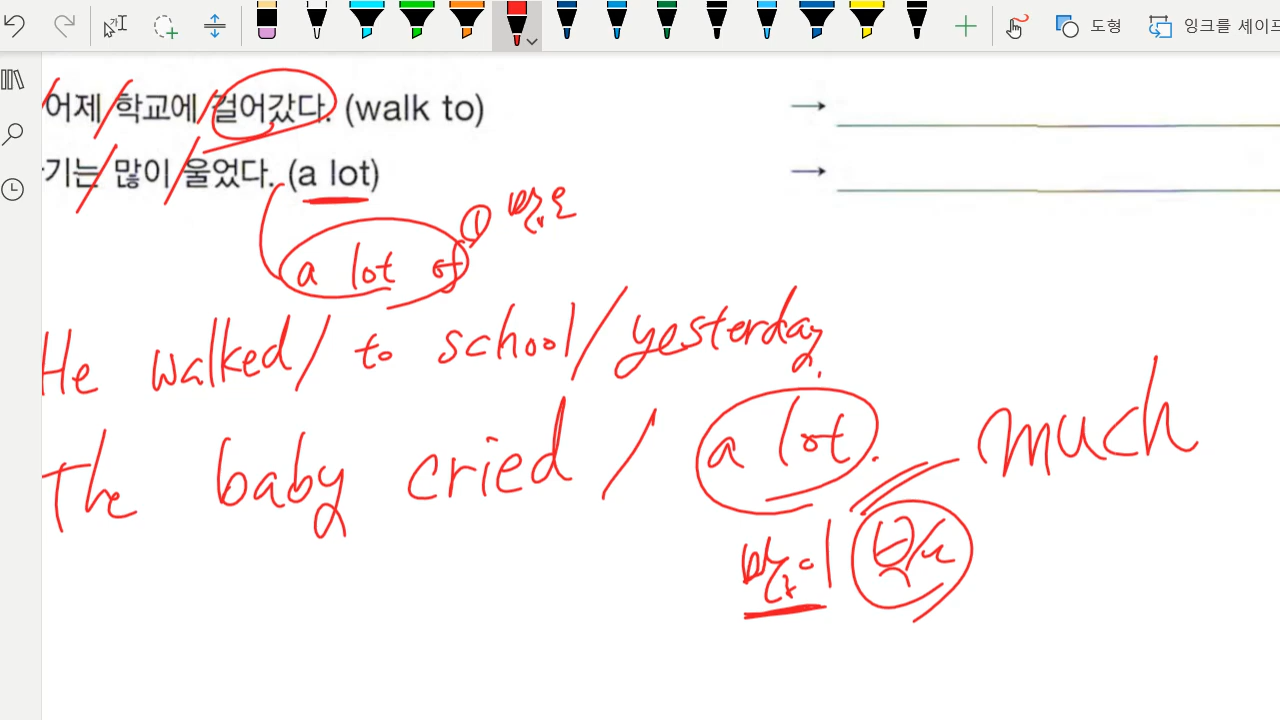 도형 잉크를 셰이프
어제 학교에 걸어갔다. (walk to) →
기는 많이 울었다. (a lot) →
a lot of ① 많은
He walked / to school / yesterday.
The baby cried / a lot. much
많이 부/사